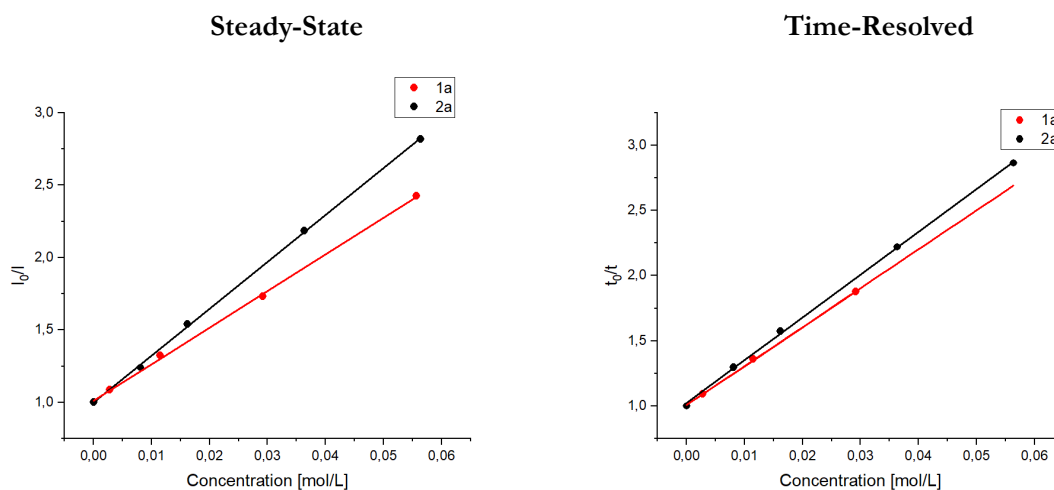 Steady-State
1a
2a
3,0
2,5
2,0
1,5
1,0
I0/I
0,00 0,01 0,02 0,03 0,04 0,05 0,06
Concentration [mol/L]
Time-Resolved
1a
2a
3,0
2,5
2,0
1,5
1,0
t0/t
0,00 0,01 0,02 0,03 0,04 0,05 0,06
Concentration [mol/L]